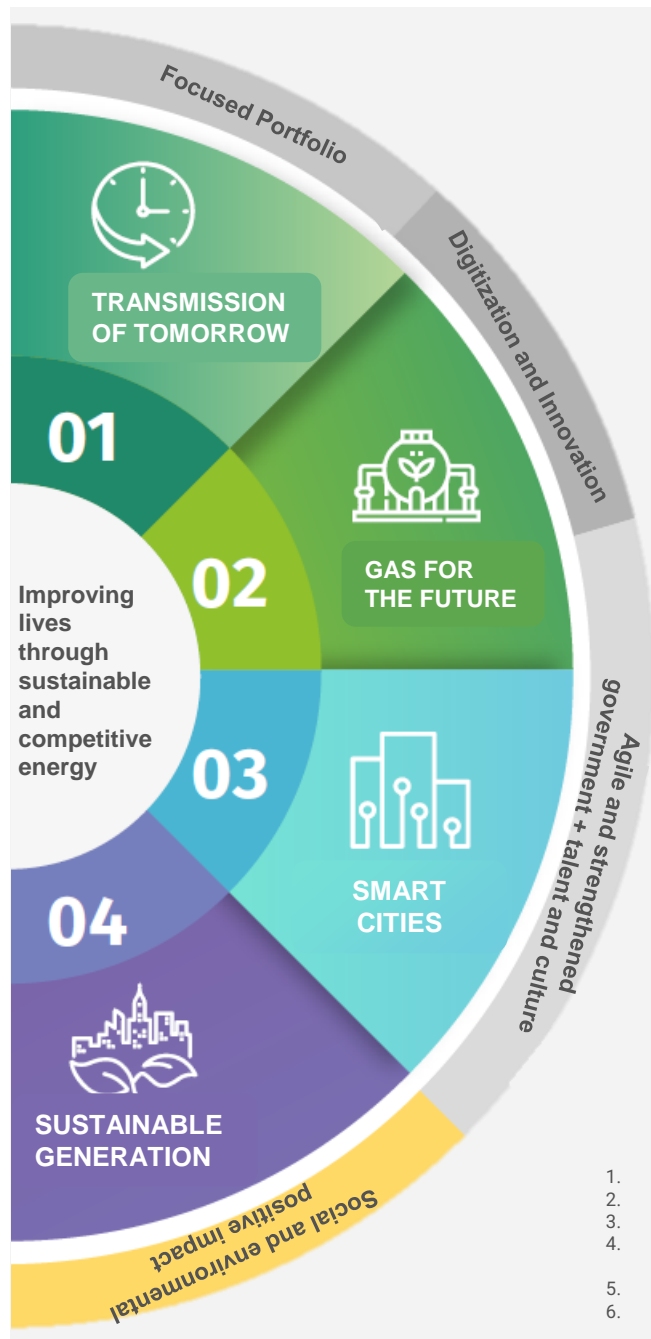 Focused Portfolio
Digitization and Innovation
TRANSMISSION
OF TOMORROW
01
GAS FOR
THE FUTURE
02
Improving
lives
through
sustainable
and
competitive
energy
03
SMART
CITIES
Agile and strengthened
government + talent and culture
04
SUSTAINABLE
GENERATION
Social and environmental
positive impact
1.
2.
3.
4.
5.
6.